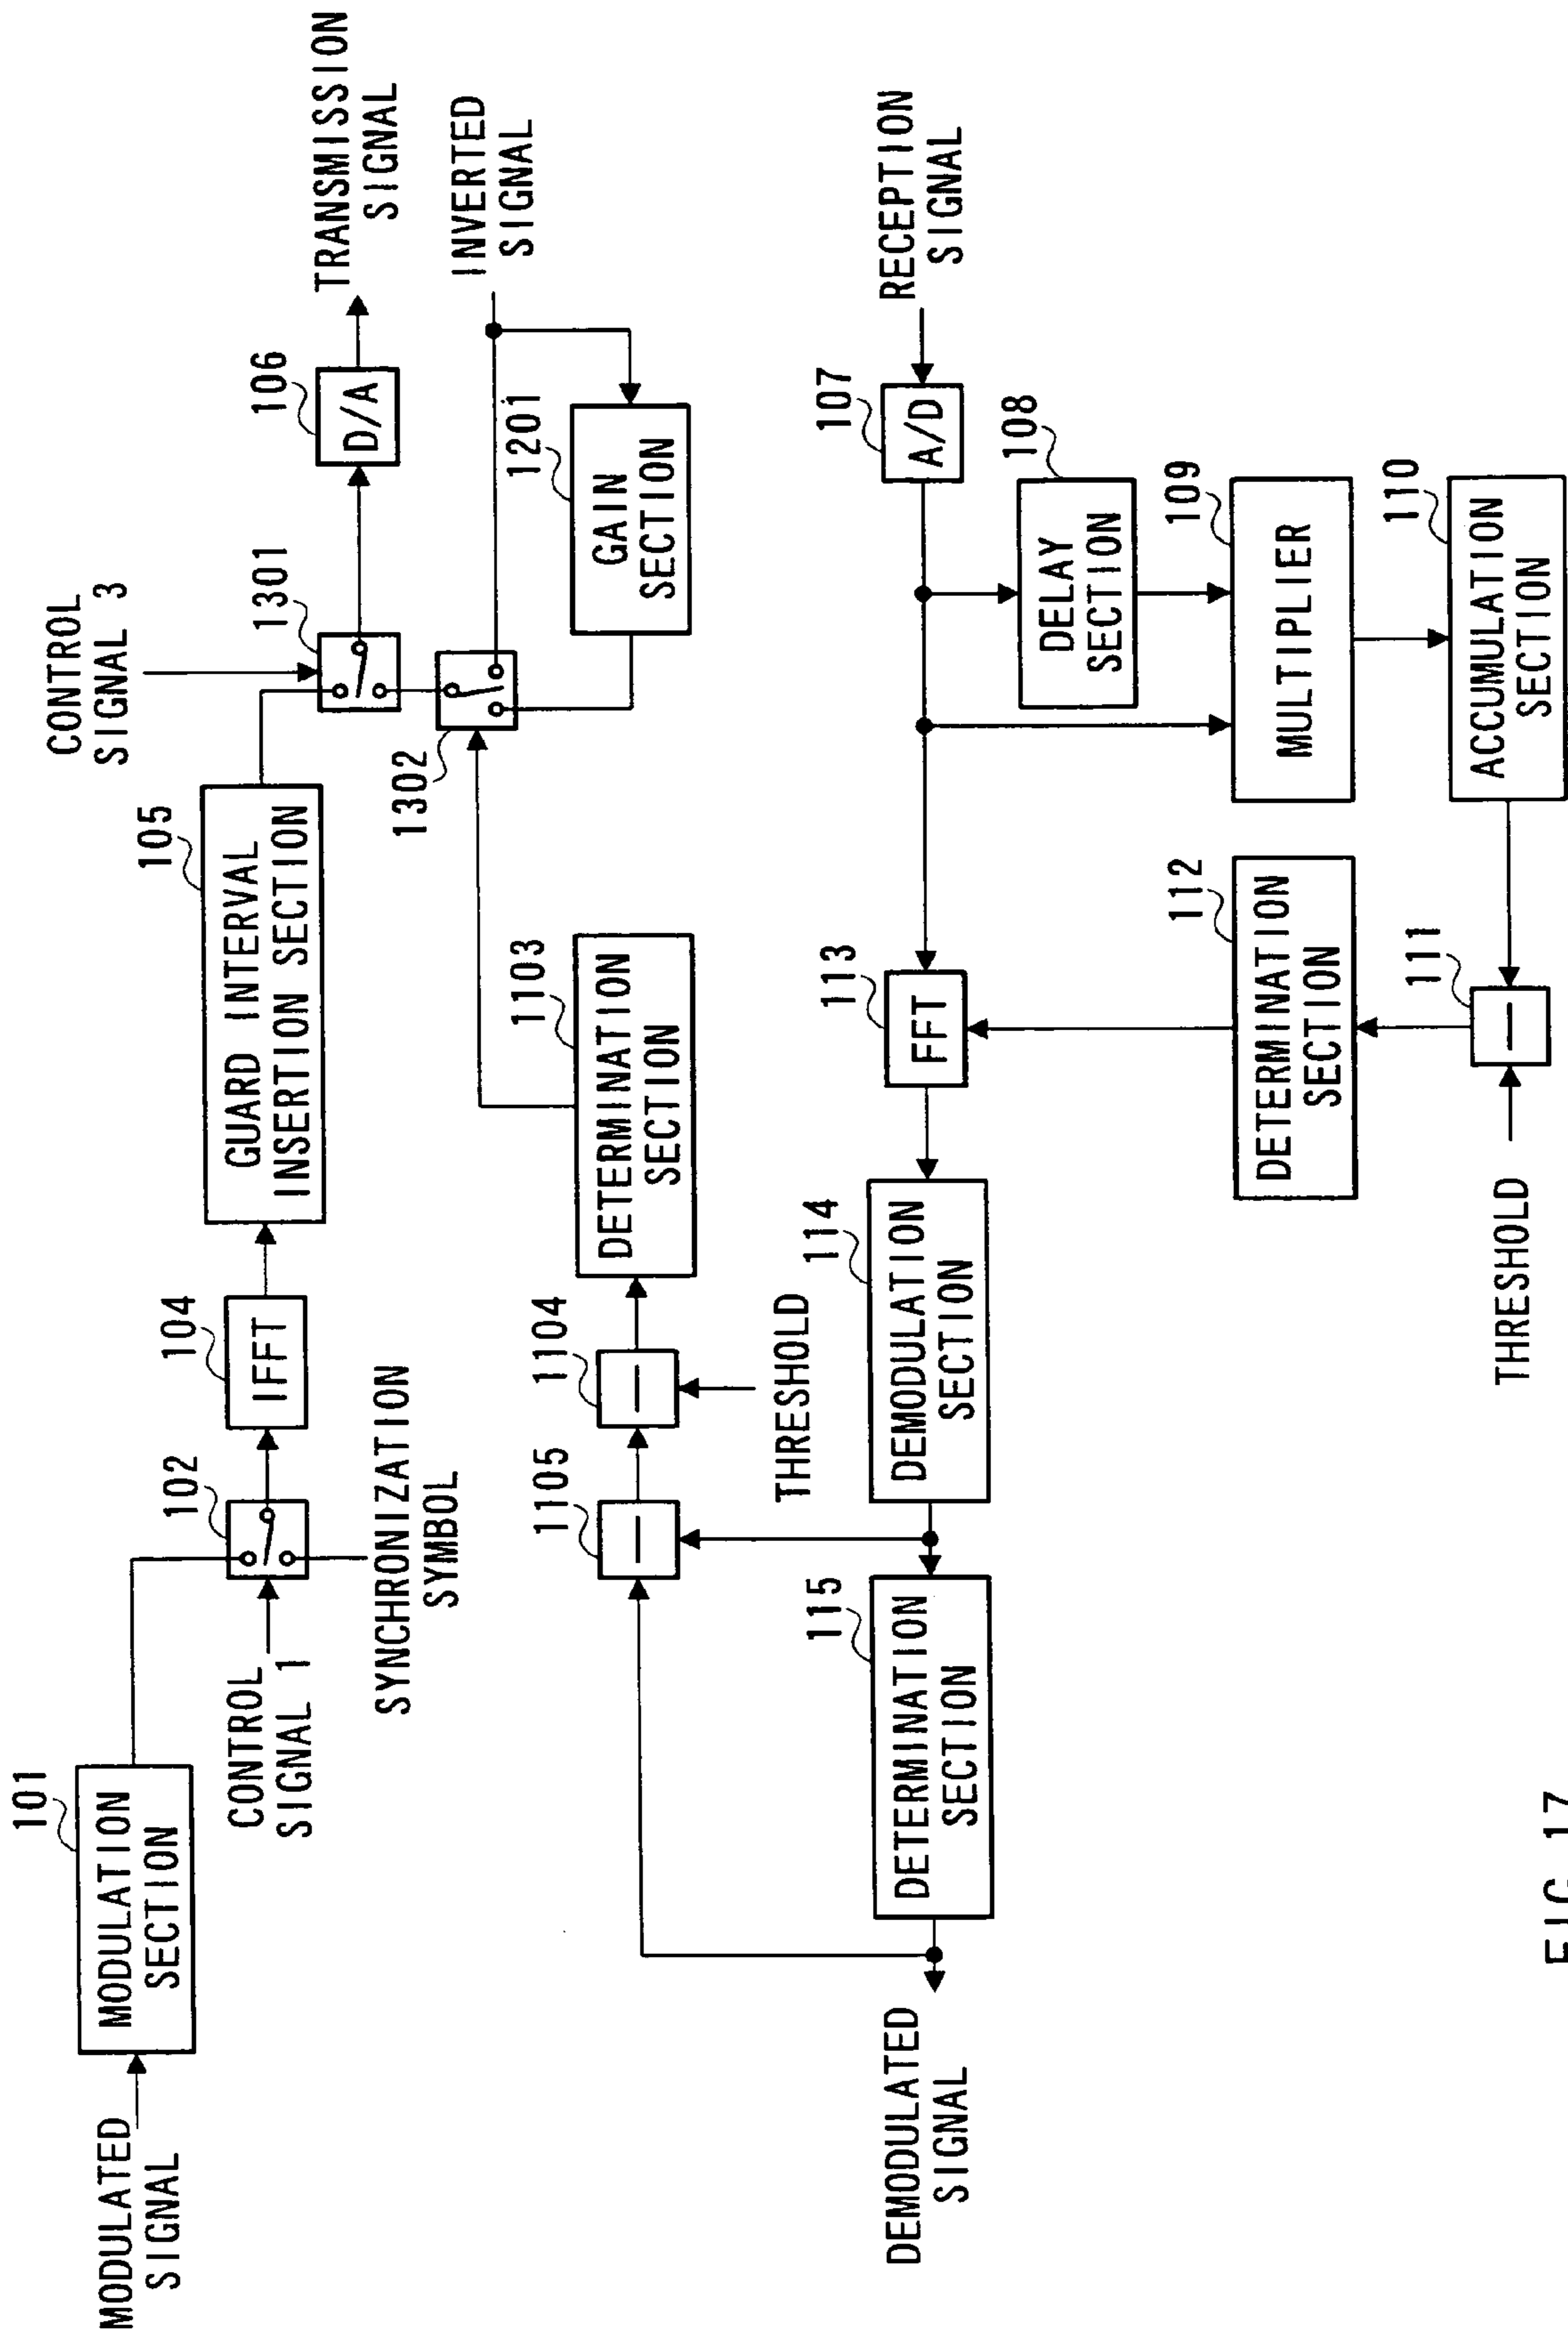 MODULATED
SIGNAL
101
MODULATION
SECTION
CONTROL
SIGNAL 1
102
SYNCHRONIZATION
SYMBOL
104
IFFT
105
GUARD INTERVAL
INSERTION SECTION
CONTROL
SIGNAL 3
1301
106
D/A
TRANSMISSION
SIGNAL
1302
INVERTED
SIGNAL
1201
GAIN
SECTION
1105
1104
THRESHOLD
1103
DETERMINATION
SECTION
DEMODULATED
SIGNAL
115
DETERMINATION
SECTION
114
DEMODULATION
SECTION
113
FFT
107
A/D
RECEPTION
SIGNAL
108
DELAY
SECTION
109
MULTIPLIER
112
DETERMINATION
SECTION
110
ACCUMULATION
SECTION
111
THRESHOLD
FIG. 17